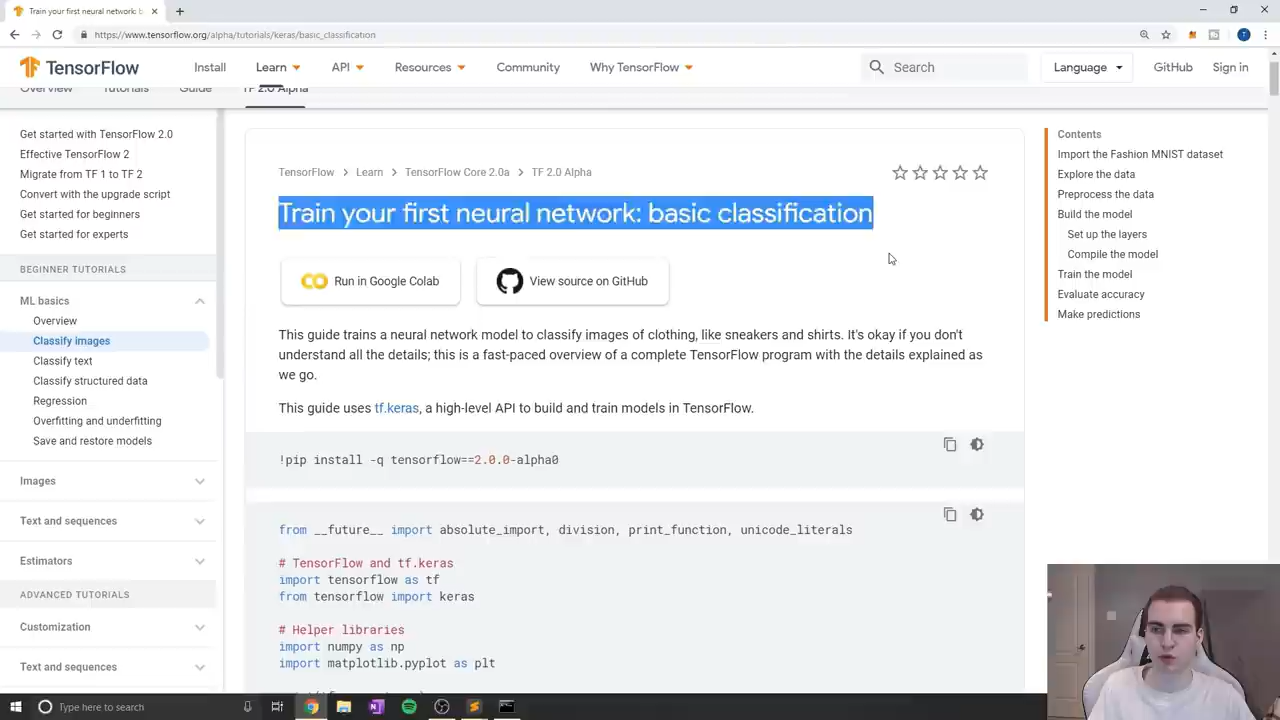 Train your first neural network: b
https://www.tensorflow.org/alpha/tutorials/keras/basic_classification
T
TensorFlow
Install
Learn
API
Resources
Community
Why TensorFlow
Search
Language
GitHub
Sign in
Overview
Tutorials
Guide
TF 2.0 Alpha
Get started with TensorFlow 2.0
Effective TensorFlow 2
Migrate from TF 1 to TF 2
Convert with the upgrade script
Get started for beginners
Get started for experts
BEGINNER TUTORIALS
ML basics
Overview
Classify images
Classify text
Classify structured data
Regression
Overfitting and underfitting
Save and restore models
Images
Text and sequences
Estimators
ADVANCED TUTORIALS
Customization
Text and sequences
TensorFlow > Learn > TensorFlow Core 2.0a > TF 2.0 Alpha
Train your first neural network: basic classification
Run in Google Colab
View source on GitHub
This guide trains a neural network model to classify images of clothing, like sneakers and shirts. It's okay if you don't
understand all the details; this is a fast-paced overview of a complete TensorFlow program with the details explained as
we go.
This guide uses tf.keras, a high-level API to build and train models in TensorFlow.
!pip install -q tensorflow==2.0.0-alpha0
from __future__ import absolute_import, division, print_function, unicode_literals
# TensorFlow and tf.keras
import tensorflow as tf
from tensorflow import keras
# Helper libraries
import numpy as np
import matplotlib.pyplot as plt
Contents
Import the Fashion MNIST dataset
Explore the data
Preprocess the data
Build the model
Set up the layers
Compile the model
Train the model
Evaluate accuracy
Make predictions
Type here to search